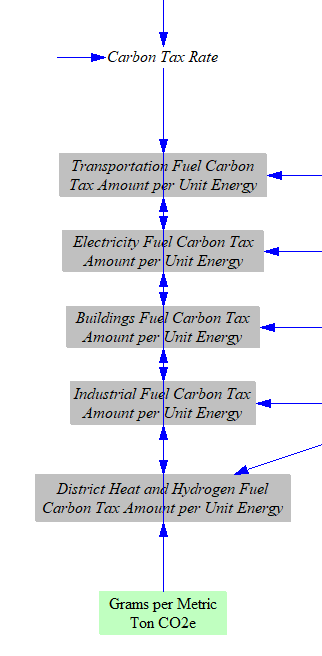 Carbon Tax Rate
Transportation Fuel Carbon
Tax Amount per Unit Energy
Electricity Fuel Carbon Tax
Amount per Unit Energy
Buildings Fuel Carbon Tax
Amount per Unit Energy
Industrial Fuel Carbon Tax
Amount per Unit Energy
District Heat and Hydrogen Fuel
Carbon Tax Amount per Unit Energy
Grams per Metric
Ton CO2e